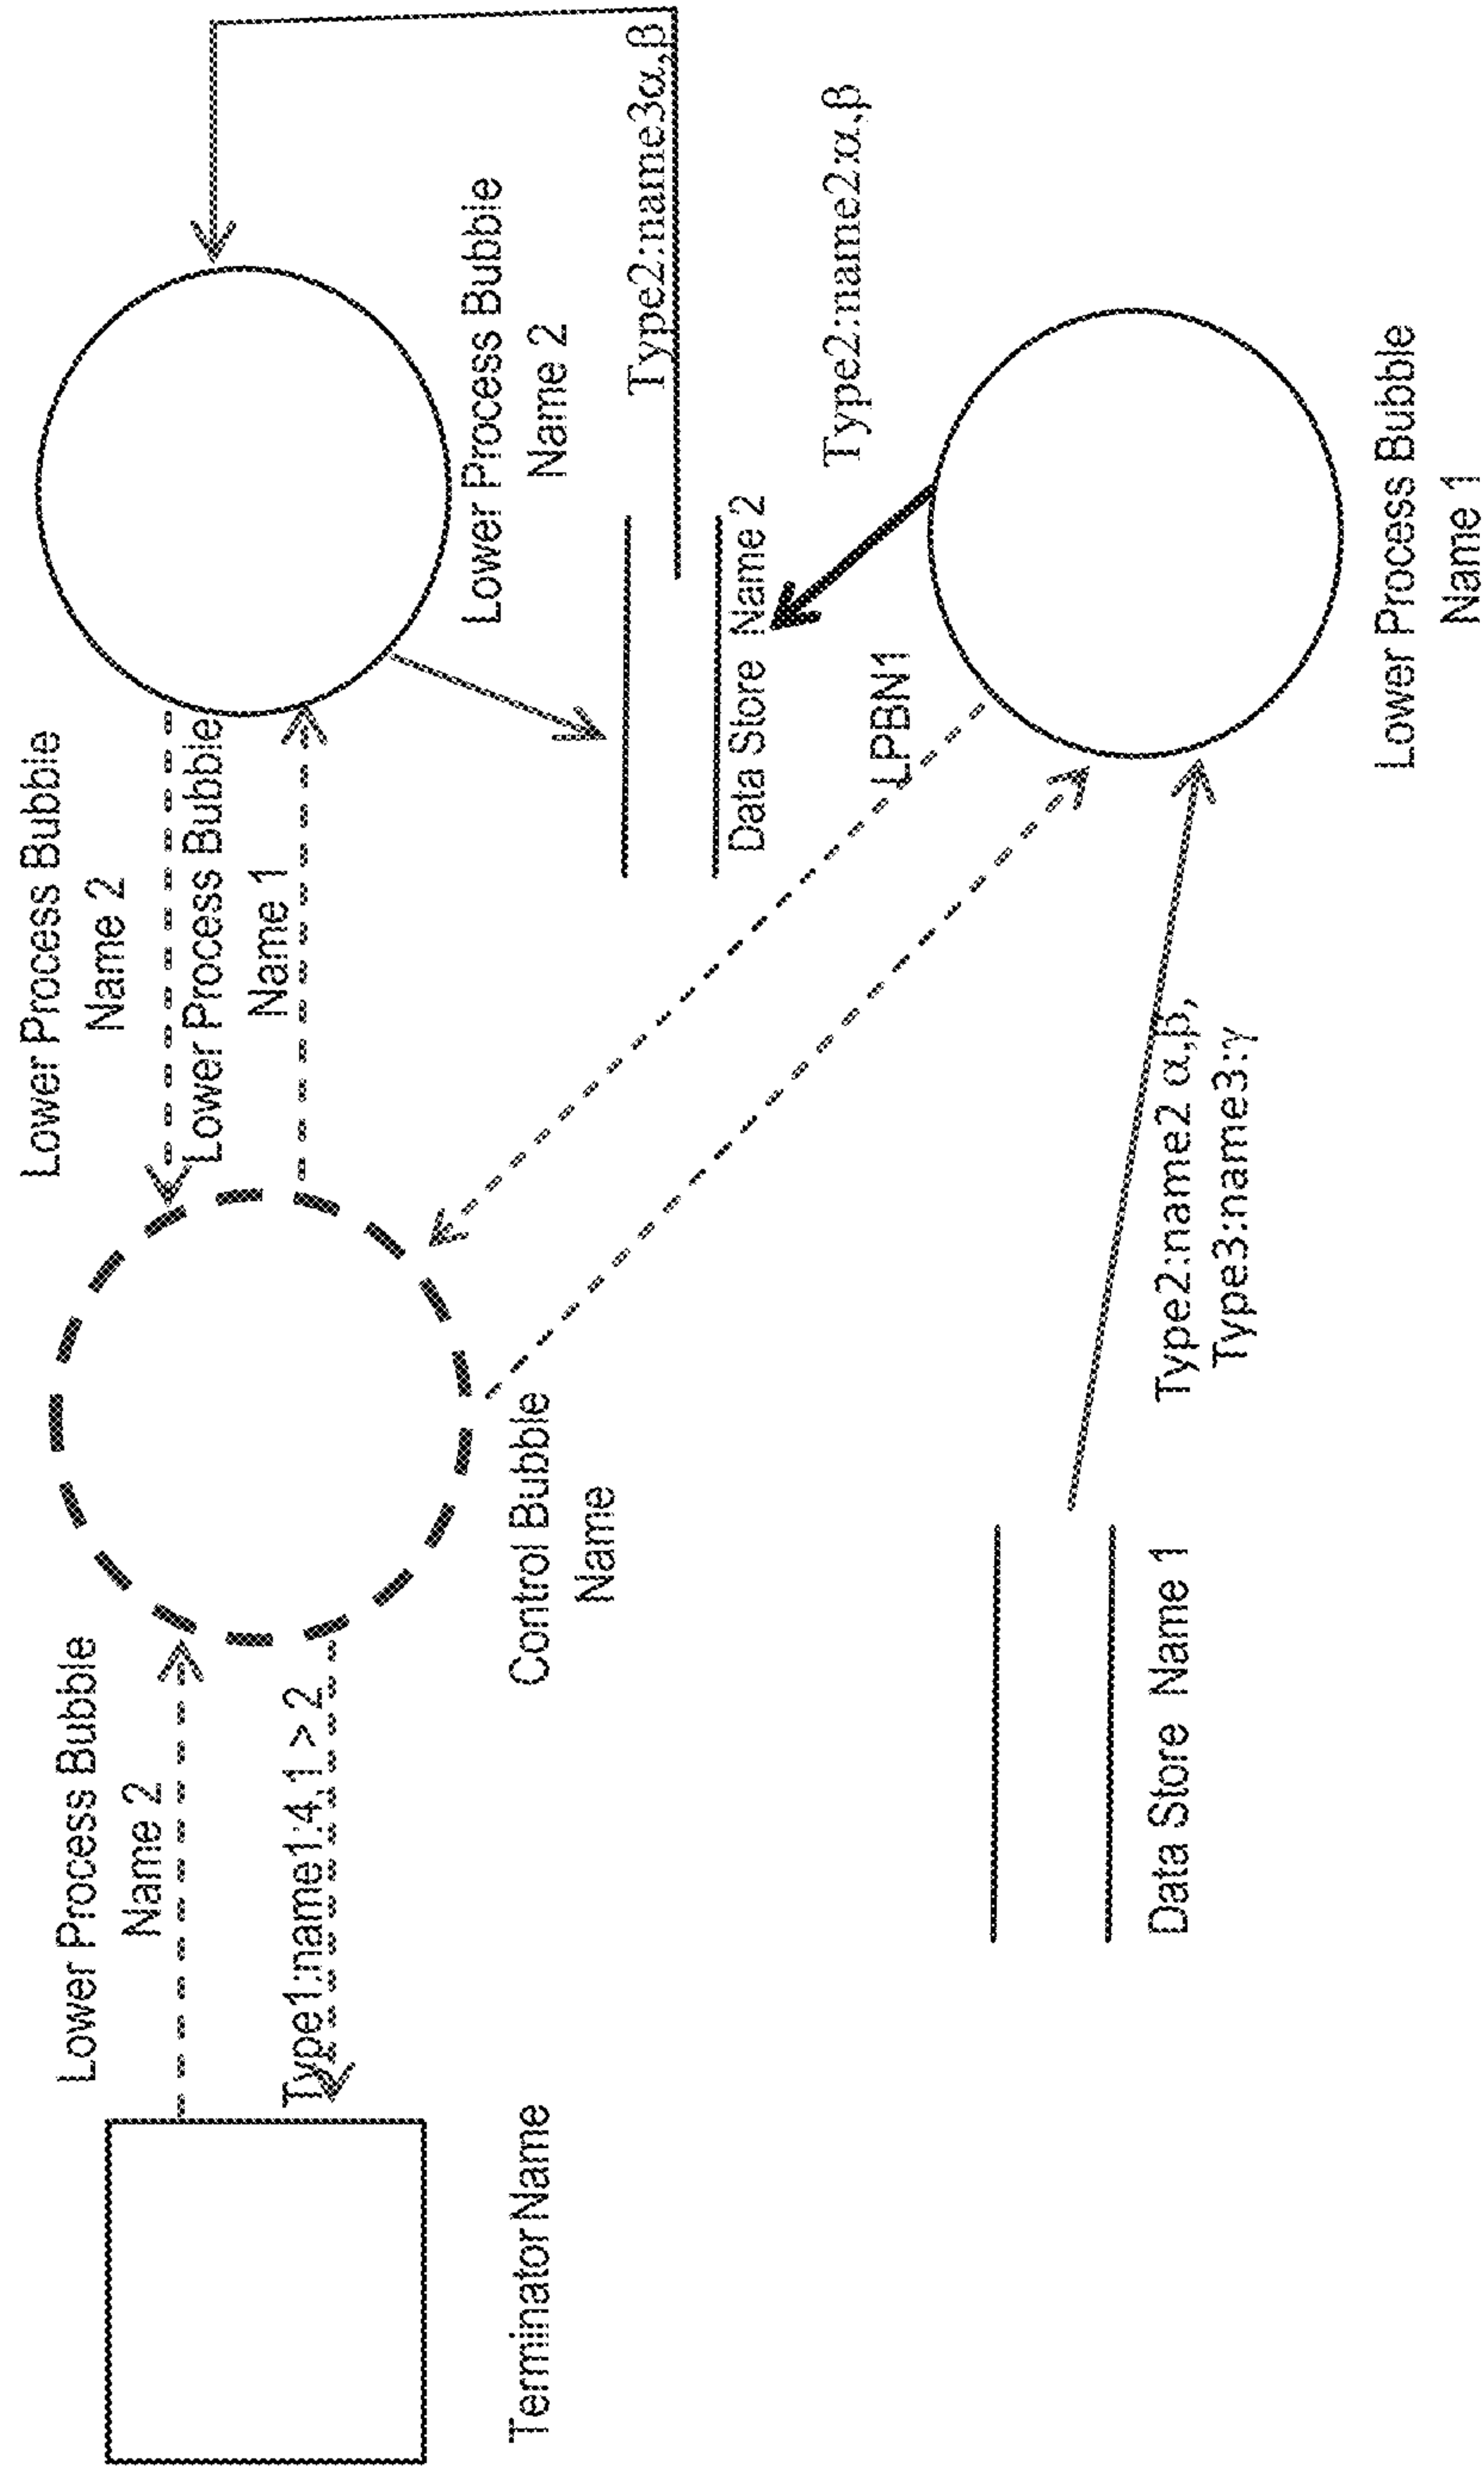 Lower Process Bubble
Name 2
Type1:name1:4,1 > 2
Terminator Name
Lower Process Bubble
Name 2
Lower Process Bubble
Name 1
Control Bubble
Name
Lower Process Bubble
Name 2
Type2:name3α,β
Data Store Name 2
Type2:name2:α,β
LPBN1
Data Store Name 1
Type2:name2 α,β,
Type3:name3:γ
Lower Process Bubble
Name 1